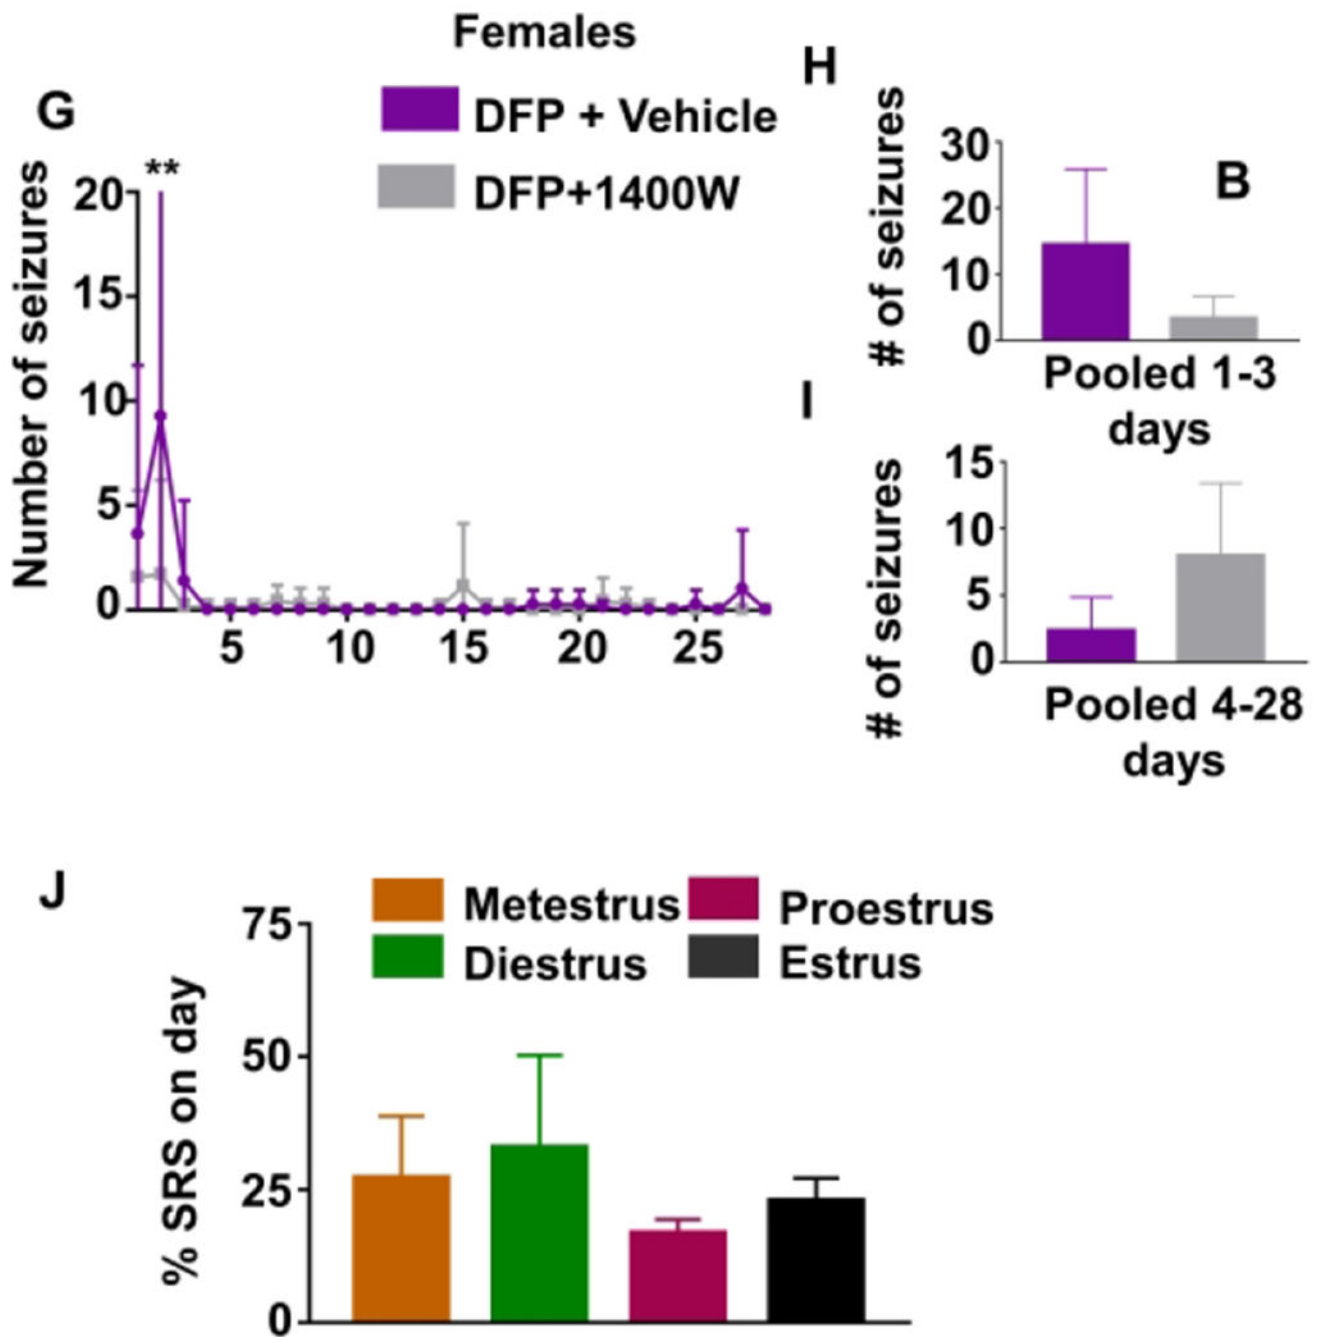 Females
G
DFP + Vehicle
DFP+1400W
Number of seizures
**
20
15
10
5
0
5 10 15 20 25
H
B
# of seizures
30
20
10
0
Pooled 1-3
days
I
# of seizures
15
10
5
0
Pooled 4-28
days
J
Metestrus Proestrus
Diestrus Estrus
% SRS on day
75
50
25
0